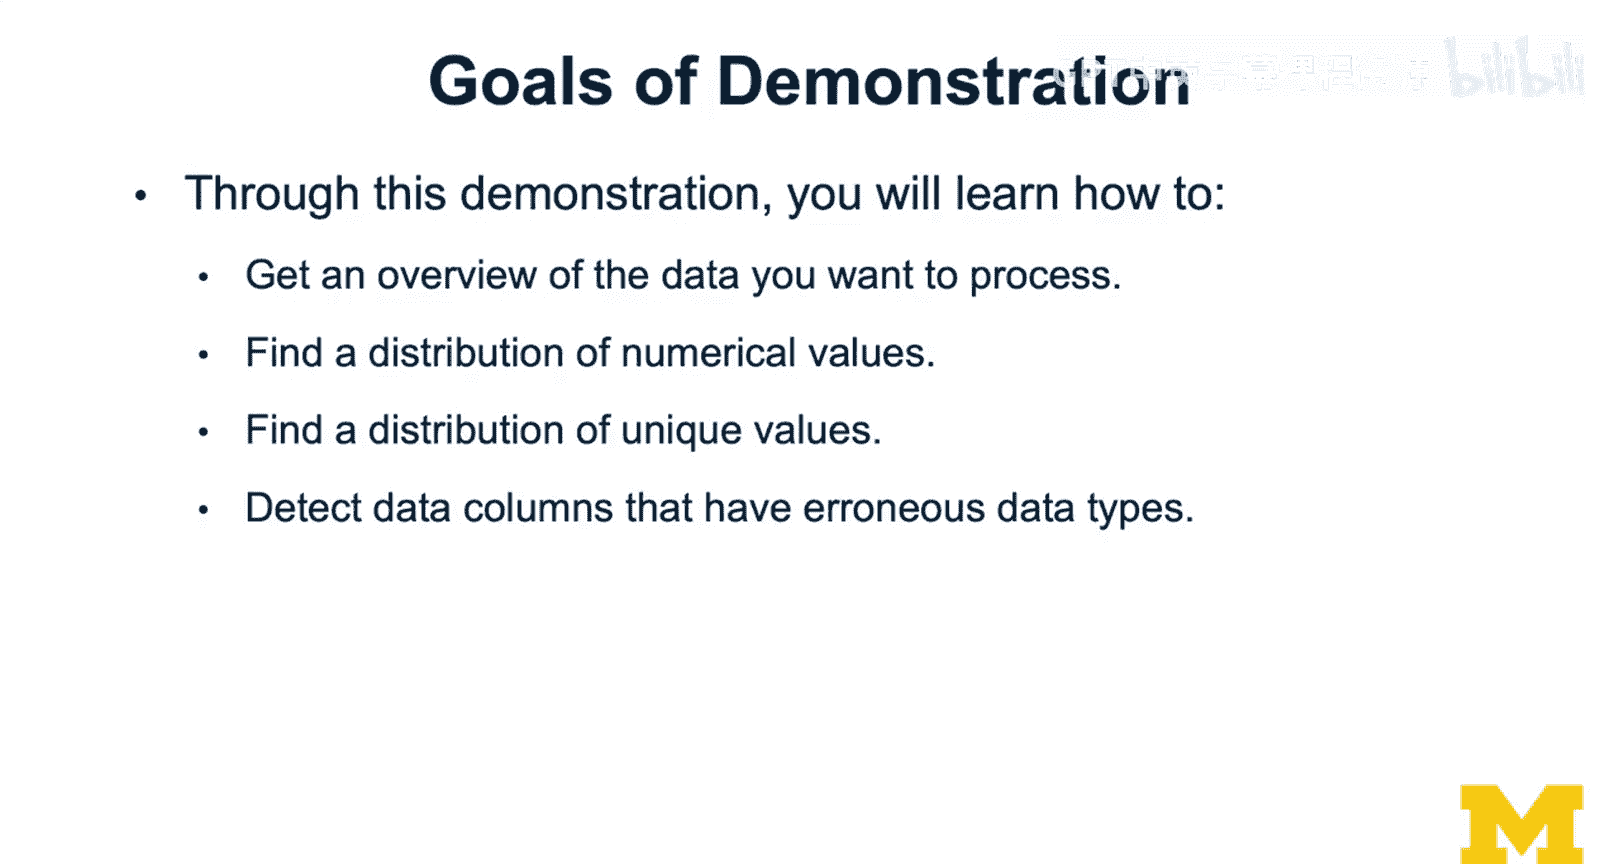 Goals of Demonstration
bilibili
• Through this demonstration, you will learn how to:
• Get an overview of the data you want to process.
• Find a distribution of numerical values.
• Find a distribution of unique values.
• Detect data columns that have erroneous data types.
M